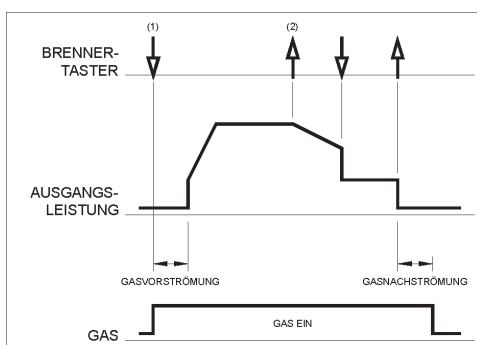 (1)
(2)
BRENNER-
TASTER
AUSGANGS-
LEISTUNG
GASVORSTRÖMUNG
GASNACHSTRÖMUNG
GAS EIN
GAS